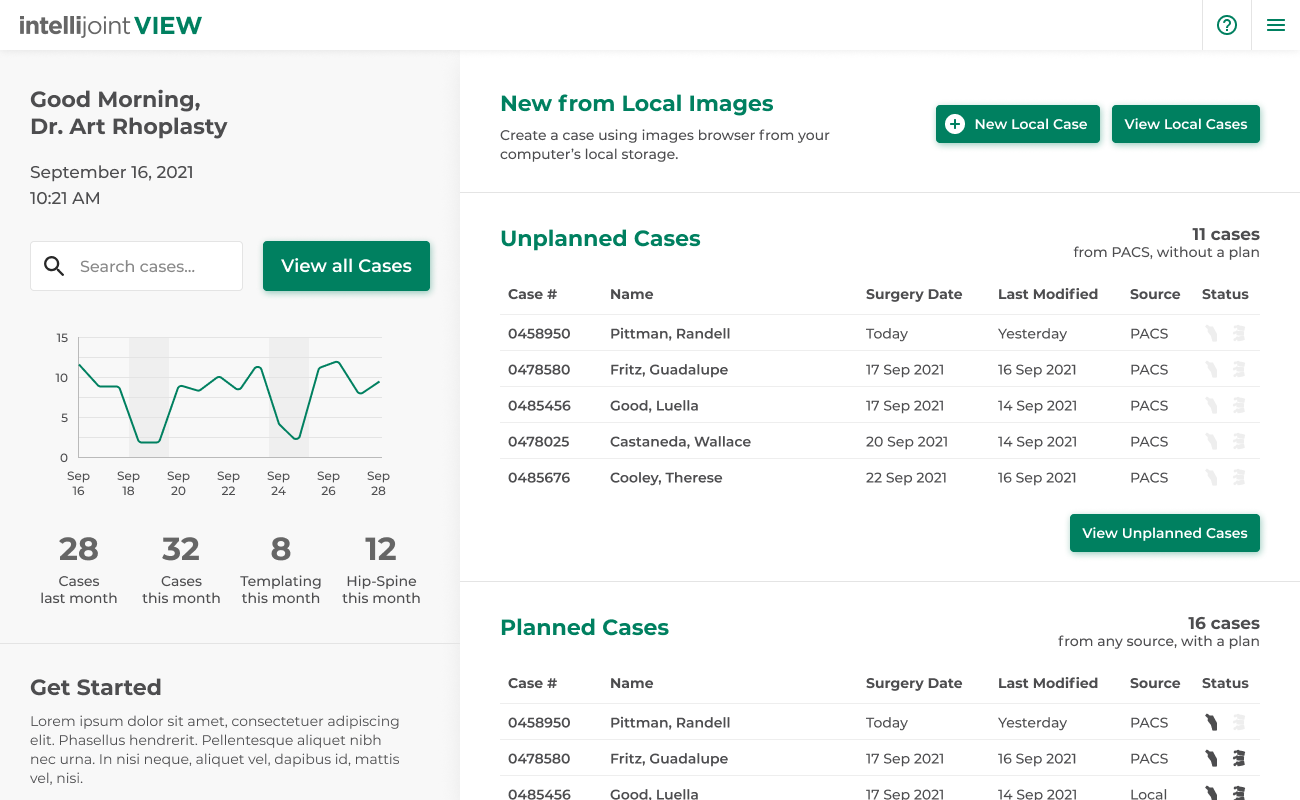 intellijoint VIEW
Good Morning,
Dr. Art Rhoplasty
September 16, 2021
10:21 AM
Search cases...
View all Cases
15
10
5
0
Sep 16
Sep 18
Sep 20
Sep 22
Sep 24
Sep 26
Sep 28
28
Cases
last month
32
Cases
this month
8
Templating
this month
12
Hip-Spine
this month
Get Started
Lorem ipsum dolor sit amet, consectetuer adipiscing
elit. Phasellus hendrerit. Pellentesque aliquet nibh
nec urna. In nisi neque, aliquet vel, dapibus id, mattis
vel, nisi.
New from Local Images
Create a case using images browser from your
computer’s local storage.
New Local Case
View Local Cases
Unplanned Cases
11 cases
from PACS, without a plan
Case # Name Surgery Date Last Modified Source Status
0458950 Pittman, Randell Today Yesterday PACS
0478580 Fritz, Guadalupe 17 Sep 2021 16 Sep 2021 PACS
0485456 Good, Luella 17 Sep 2021 14 Sep 2021 PACS
0478025 Castaneda, Wallace 20 Sep 2021 14 Sep 2021 PACS
0485676 Cooley, Therese 22 Sep 2021 16 Sep 2021 PACS
View Unplanned Cases
Planned Cases
16 cases
from any source, with a plan
Case # Name Surgery Date Last Modified Source Status
0458950 Pittman, Randell Today Yesterday PACS
0478580 Fritz, Guadalupe 17 Sep 2021 16 Sep 2021 PACS
0485456 Good, Luella 17 Sep 2021 14 Sep 2021 Local